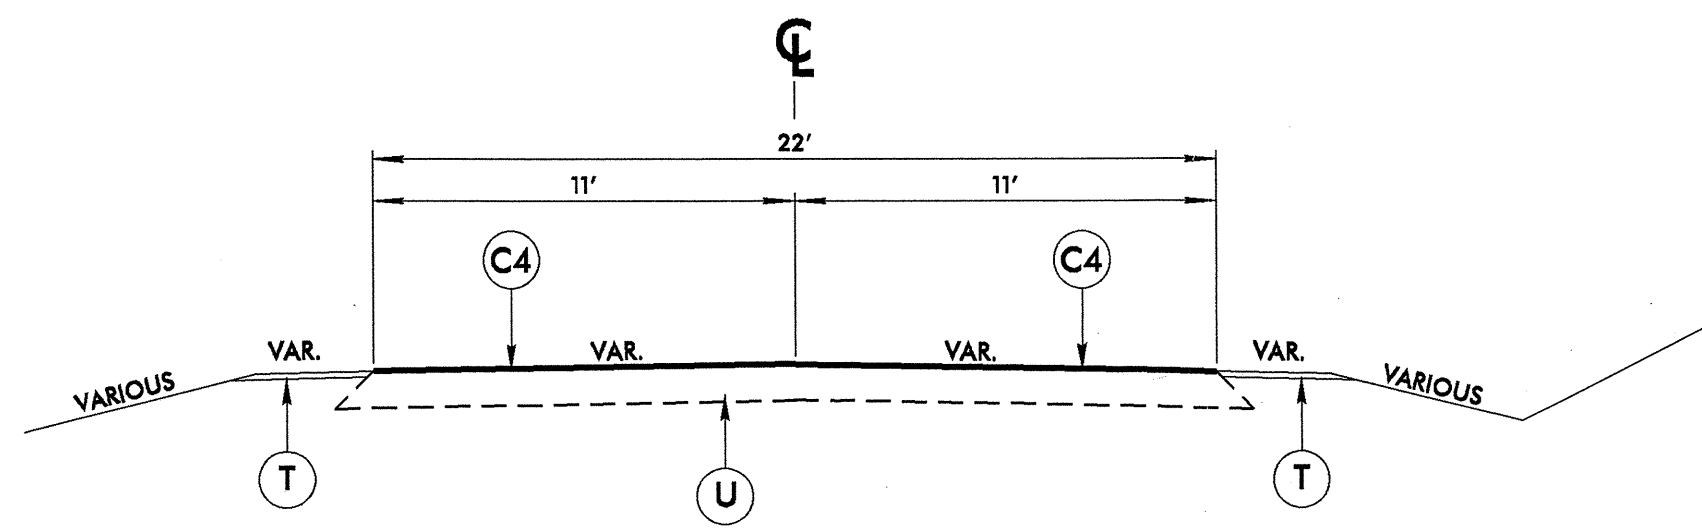 ℄
22'
11' 11'
C4 C4
VAR. VAR. VAR. VAR.
VARIOUS VARIOUS
T T
U